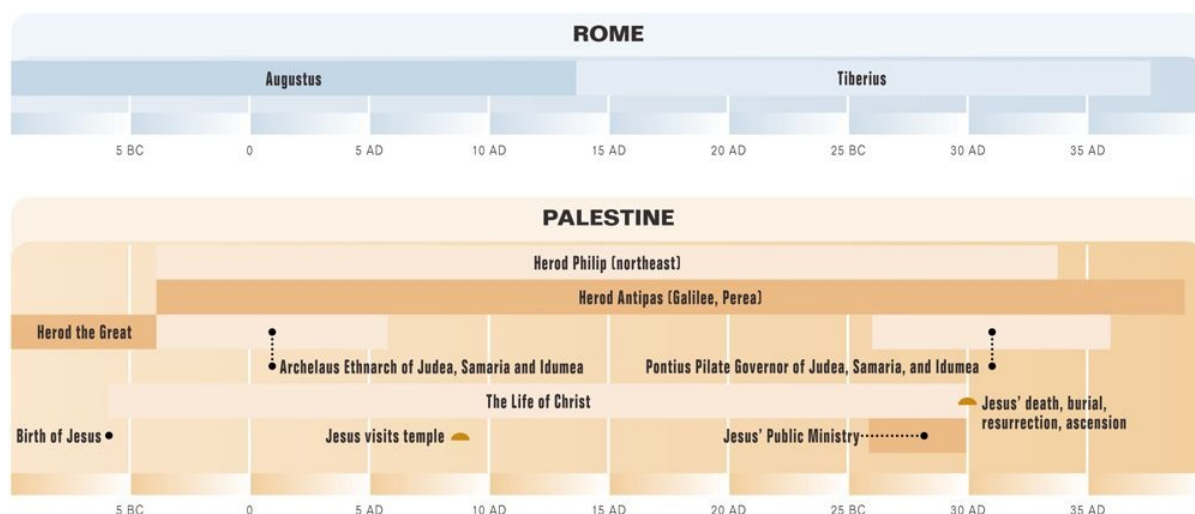 ROME
Augustus
Tiberius
5 BC
0
5 AD
10 AD
15 AD
20 AD
25 BC
30 AD
35 AD
PALESTINE
Herod Philip (northeast)
Herod Antipas (Galilee, Perea)
Herod the Great
Archelaus Ethnarch of Judea, Samaria and Idumea
Pontius Pilate Governor of Judea, Samaria, and Idumea
The Life of Christ
Jesus' death, burial,
resurrection, ascension
Birth of Jesus
Jesus visits temple
Jesus' Public Ministry
5 BC
0
5 AD
10 AD
15 AD
20 AD
25 BC
30 AD
35 AD